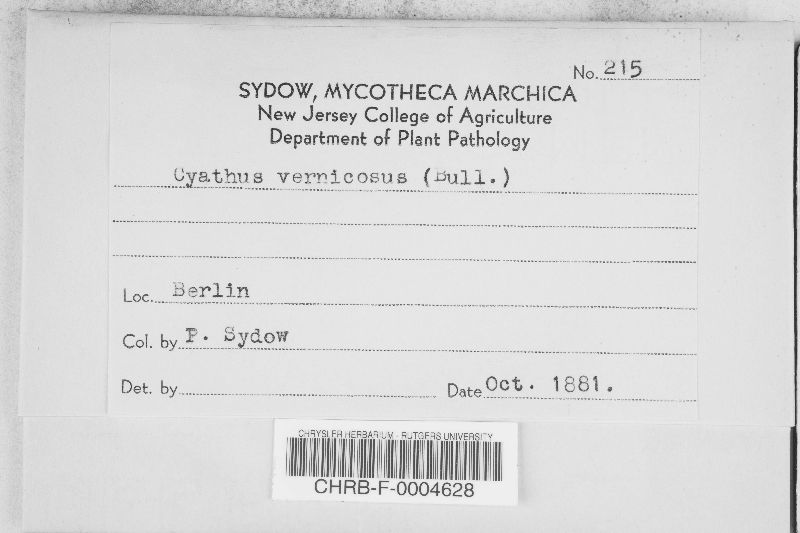 No. 215
SYDOW, MYCOTHECA MARCHICA
New Jersey College of Agriculture
Department of Plant Pathology
Cyathus vernicosus (Bull.)
Loc. Berlin
Col. by P. Sydow
Det. by
Date Oct. 1881.
CHRYSLER HERBARIUM - RUTGERS UNIVERSITY
CHRB-F-0004628